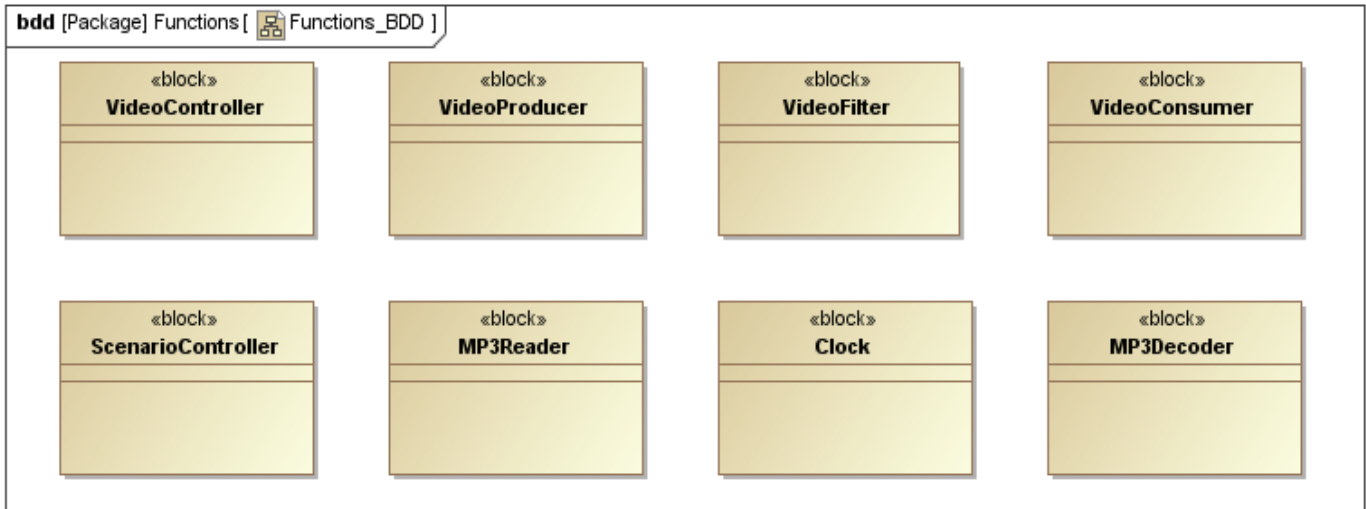 bdd [Package] Functions [ Functions_BDD ]
«block» «block» «block» «block»
VideoController VideoProducer VideoFilter VideoConsumer
«block» «block» «block» «block»
ScenarioController MP3Reader Clock MP3Decoder